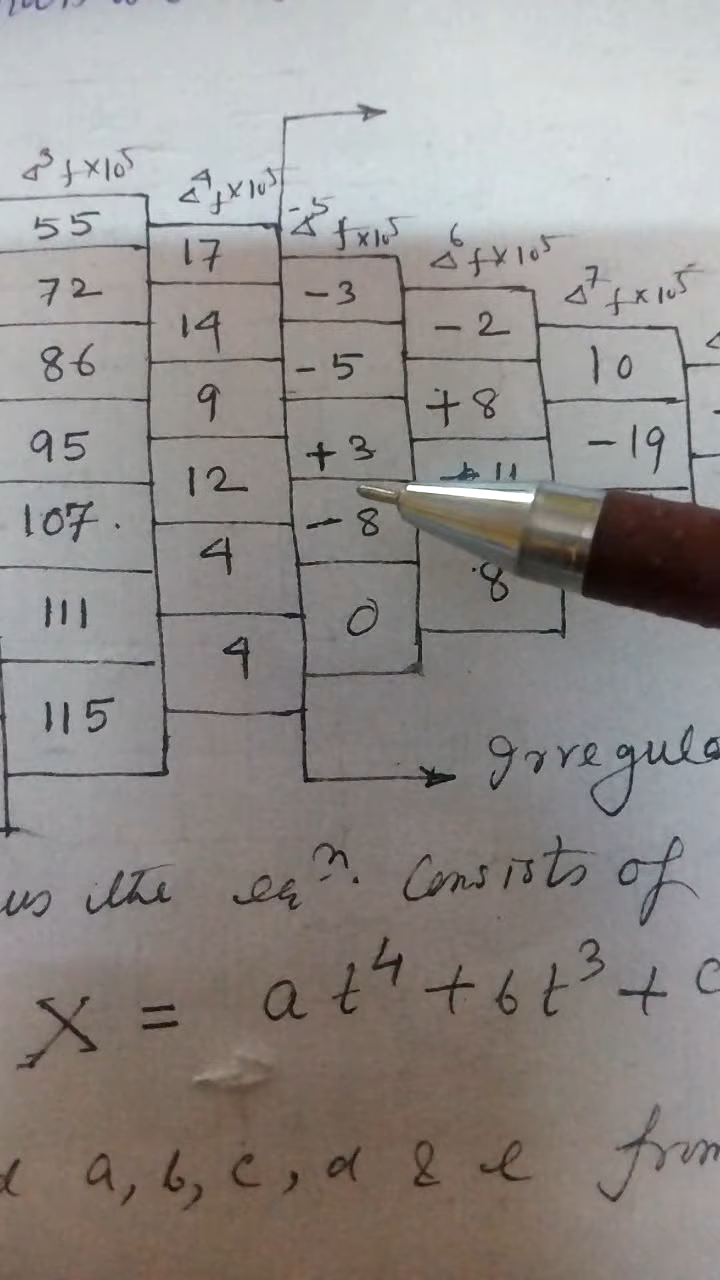 Δ³f×10⁵ Δ⁴f×10⁵ Δ⁵f×10⁵ Δ⁶f×10⁵ Δ⁷f×10⁵
55 17 -3 -2 10
72 14 -5 +8 -19
86 9 +3 11
95 12 -8 8
107. 4 0
111 4
115
Irregula
us the eqⁿ. Consists of
X = at⁴ + bt³ + c
a, b, c, d & e from